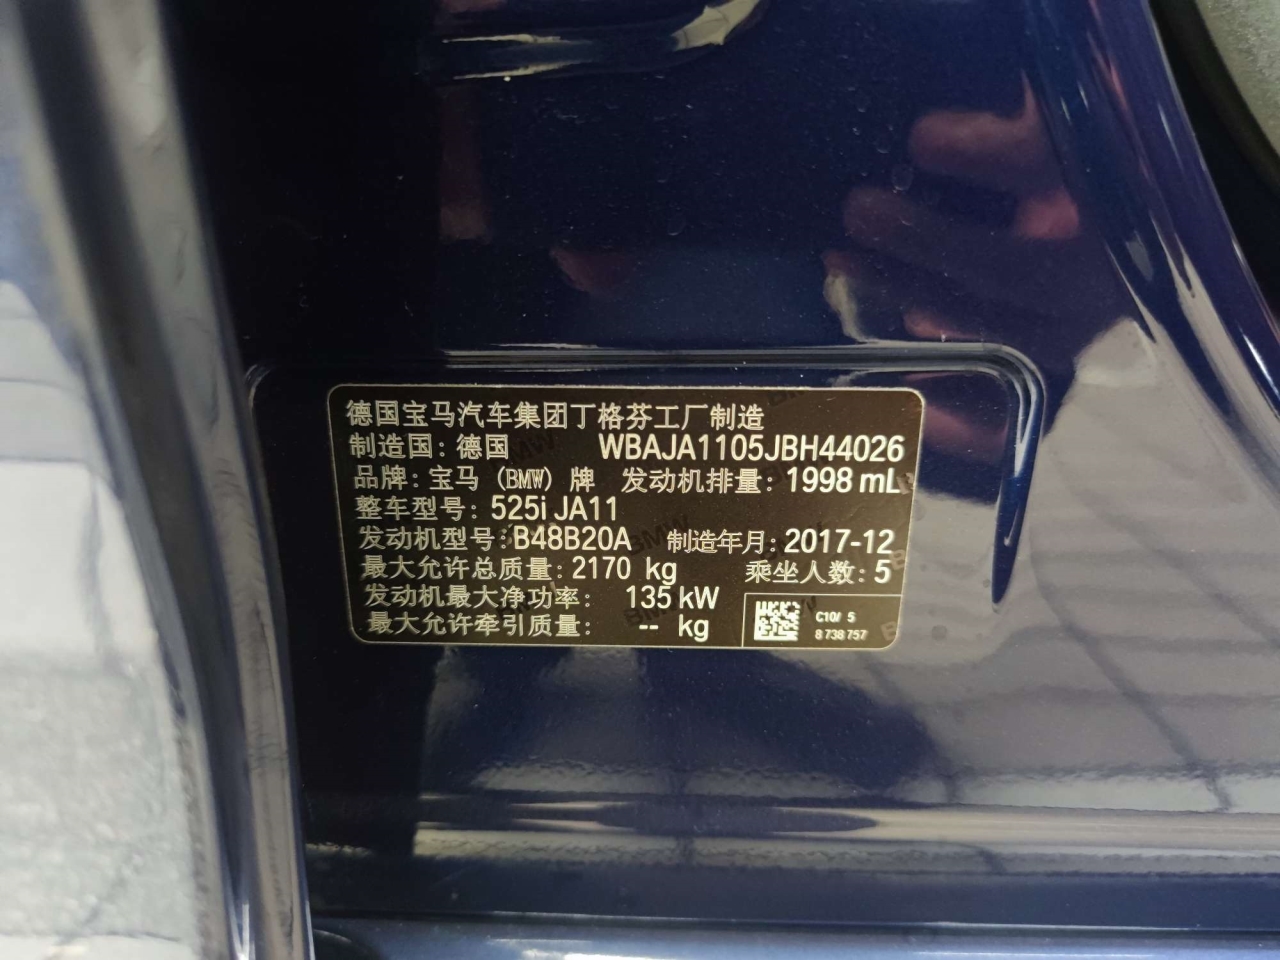 德国宝马汽车集团丁格芬工厂制造
制造国: 德国 WBAJA1105JBH44026
品牌: 宝马 (BMW) 牌 发动机排量: 1998 mL
整车型号: 525i JA11
发动机型号: B48B20A 制造年月: 2017-12
最大允许总质量: 2170 kg 乘坐人数: 5
发动机最大净功率: 135 kW
最大允许牵引质量: -- kg
C10/ 5
8 738 757